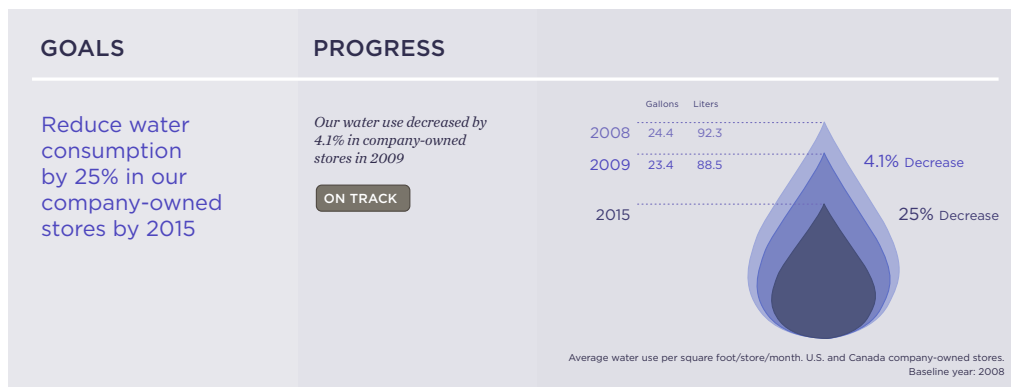 GOALS
PROGRESS
Reduce water
consumption
by 25% in our
company-owned
stores by 2015
Our water use decreased by
4.1% in company-owned
stores in 2009
ON TRACK
Gallons Liters
2008 24.4 92.3
2009 23.4 88.5
4.1% Decrease
2015
25% Decrease
Average water use per square foot/store/month. U.S. and Canada company-owned stores.
Baseline year: 2008